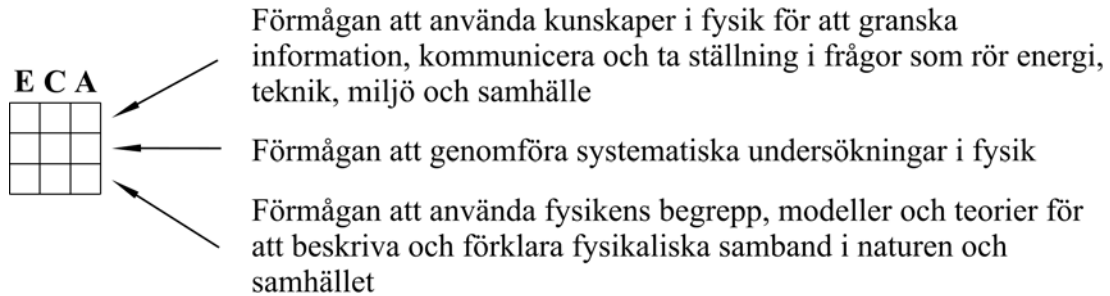 Förmågan att använda kunskaper i fysik för att granska
information, kommunicera och ta ställning i frågor som rör energi,
teknik, miljö och samhälle
E C A
Förmågan att genomföra systematiska undersökningar i fysik
Förmågan att använda fysikens begrepp, modeller och teorier för
att beskriva och förklara fysikaliska samband i naturen och
samhället